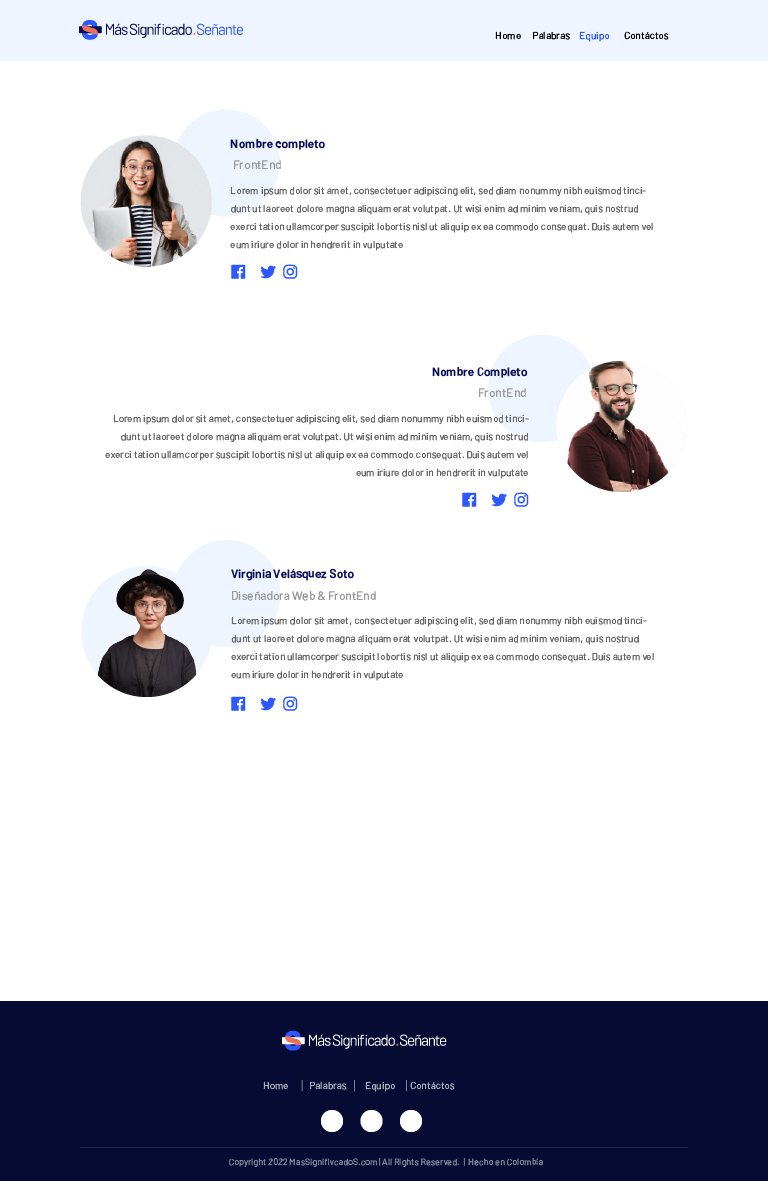 MásSignificado.Señante
Home Palabras Equipo Contáctos
Nombre completo
FrontEnd
Lorem ipsum dolor sit amet, consectetuer adipiscing elit, sed diam nonummy nibh euismod tinci-
dunt ut laoreet dolore magna aliquam erat volutpat. Ut wisi enim ad minim veniam, quis nostrud
exerci tation ullamcorper suscipit lobortis nisl ut aliquip ex ea commodo consequat. Duis autem vel
eum iriure dolor in hendrerit in vulputate
Nombre Completo
FrontEnd
Lorem ipsum dolor sit amet, consectetuer adipiscing elit, sed diam nonummy nibh euismod tinci-
dunt ut laoreet dolore magna aliquam erat volutpat. Ut wisi enim ad minim veniam, quis nostrud
exerci tation ullamcorper suscipit lobortis nisl ut aliquip ex ea commodo consequat. Duis autem vel
eum iriure dolor in hendrerit in vulputate
Virginia Velásquez Soto
Diseñadora Web & FrontEnd
Lorem ipsum dolor sit amet, consectetuer adipiscing elit, sed diam nonummy nibh euismod tinci-
dunt ut laoreet dolore magna aliquam erat volutpat. Ut wisi enim ad minim veniam, quis nostrud
exerci tation ullamcorper suscipit lobortis nisl ut aliquip ex ea commodo consequat. Duis autem vel
eum iriure dolor in hendrerit in vulputate
MásSignificado.Señante
Home | Palabras | Equipo | Contáctos
Copyright 2022 MasSignifivcadoS.com | All Rights Reserved. | Hecho en Colombia